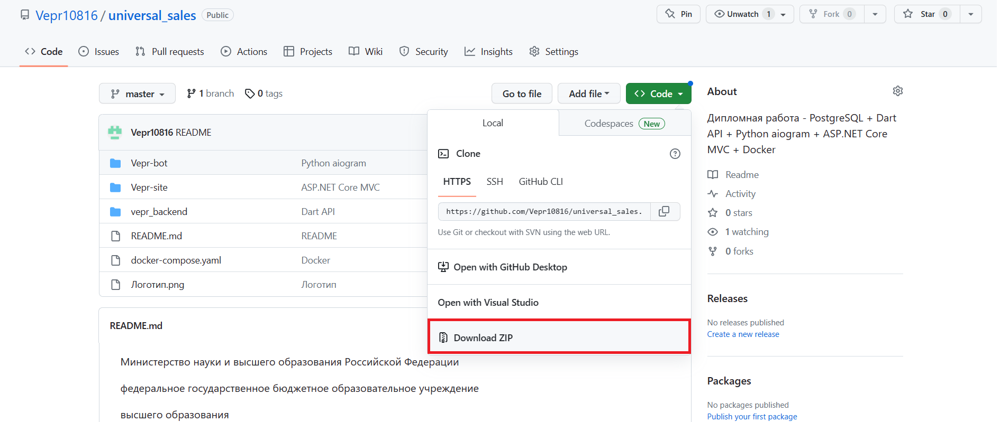 Vepr10816 / universal_sales Public
Pin
Unwatch 1
Fork 0
Star 0
Code
Issues
Pull requests
Actions
Projects
Wiki
Security
Insights
Settings
master
1 branch
0 tags
Go to file
Add file
Code
Vepr10816 README
Vepr-bot Python aiogram
Vepr-site ASP.NET Core MVC
vepr_backend Dart API
README.md README
docker-compose.yaml Docker
Логотип.png Логотип
Local
Codespaces New
Clone
HTTPS SSH GitHub CLI
https://github.com/Vepr10816/universal_sales.
Use Git or checkout with SVN using the web URL.
Open with GitHub Desktop
Open with Visual Studio
Download ZIP
README.md
Министерство науки и высшего образования Российской Федерации
федеральное государственное бюджетное образовательное учреждение
высшего образования
About
Дипломная работа - PostgreSQL + Dart
API + Python aiogram + ASP.NET Core
MVC + Docker
Readme
Activity
0 stars
1 watching
0 forks
Releases
No releases published
Create a new release
Packages
No packages published
Publish your first package